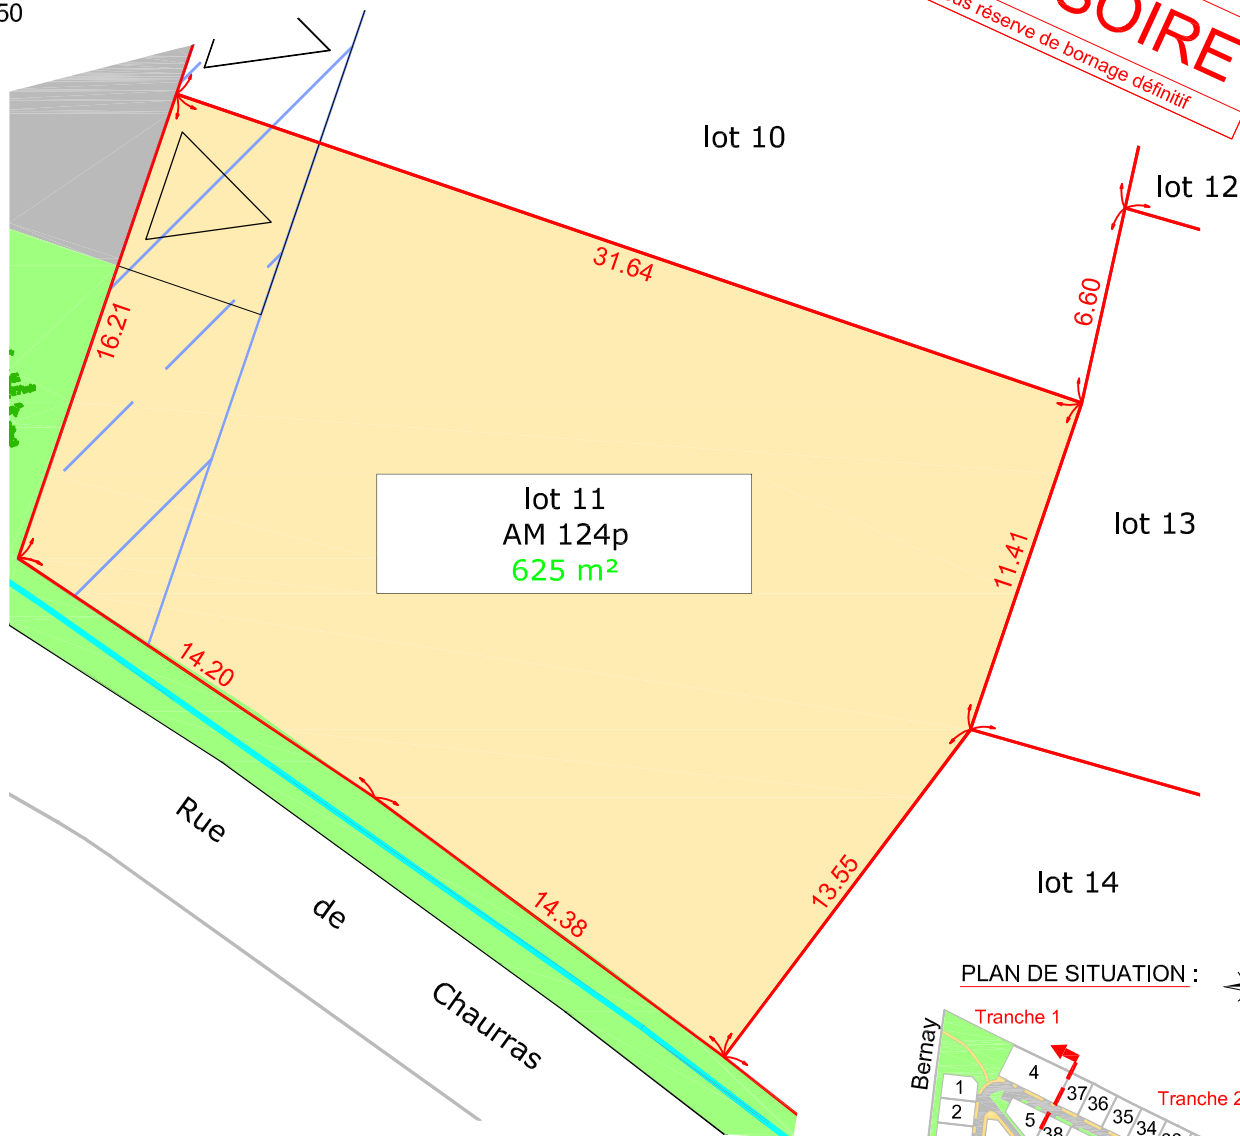 50
SOIRE
us réserve de bornage définitif
lot 10
lot 12
31.64
6.60
16.21
lot 11
AM 124p
625 m²
lot 13
11.41
14.20
13.55
14.38
lot 14
Rue
de
Chaurras
PLAN DE SITUATION :
Tranche 1
Bernay
Tranche 2
4
1
2
37
36
35
34
5
38